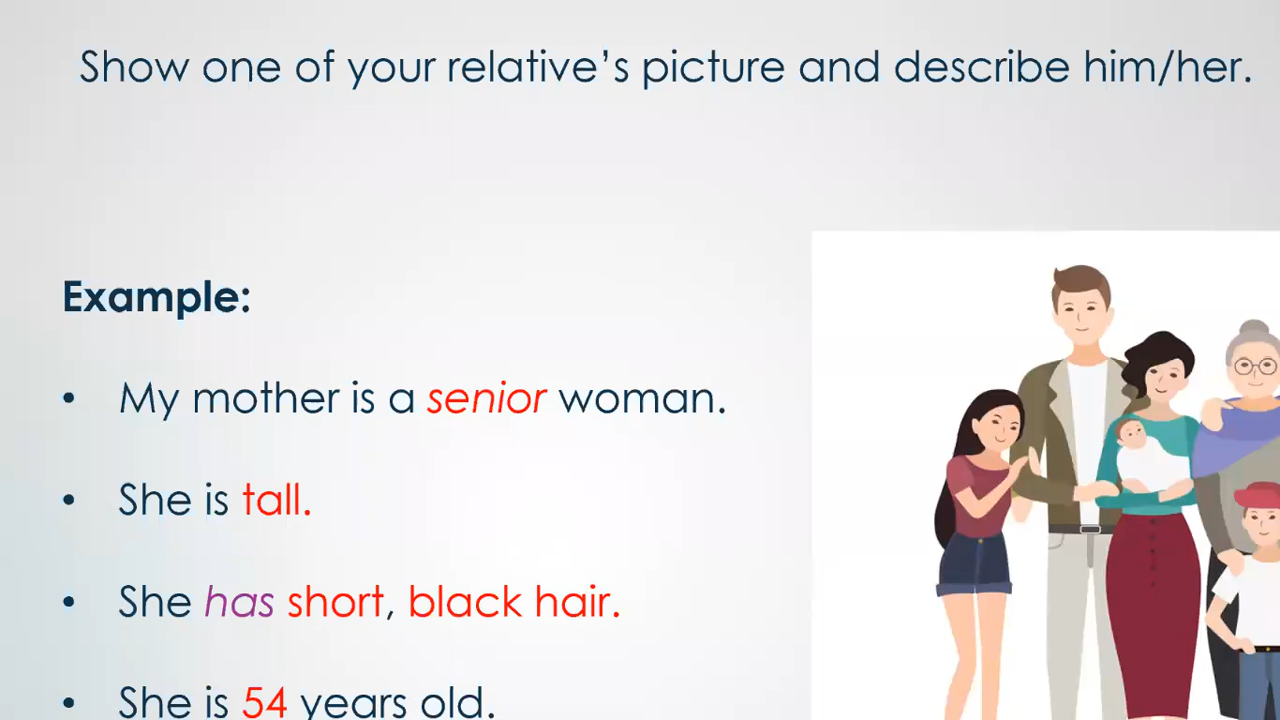 Show one of your relative’s picture and describe him/her.
Example:
• My mother is a senior woman.
• She is tall.
• She has short, black hair.
• She is 54 years old.